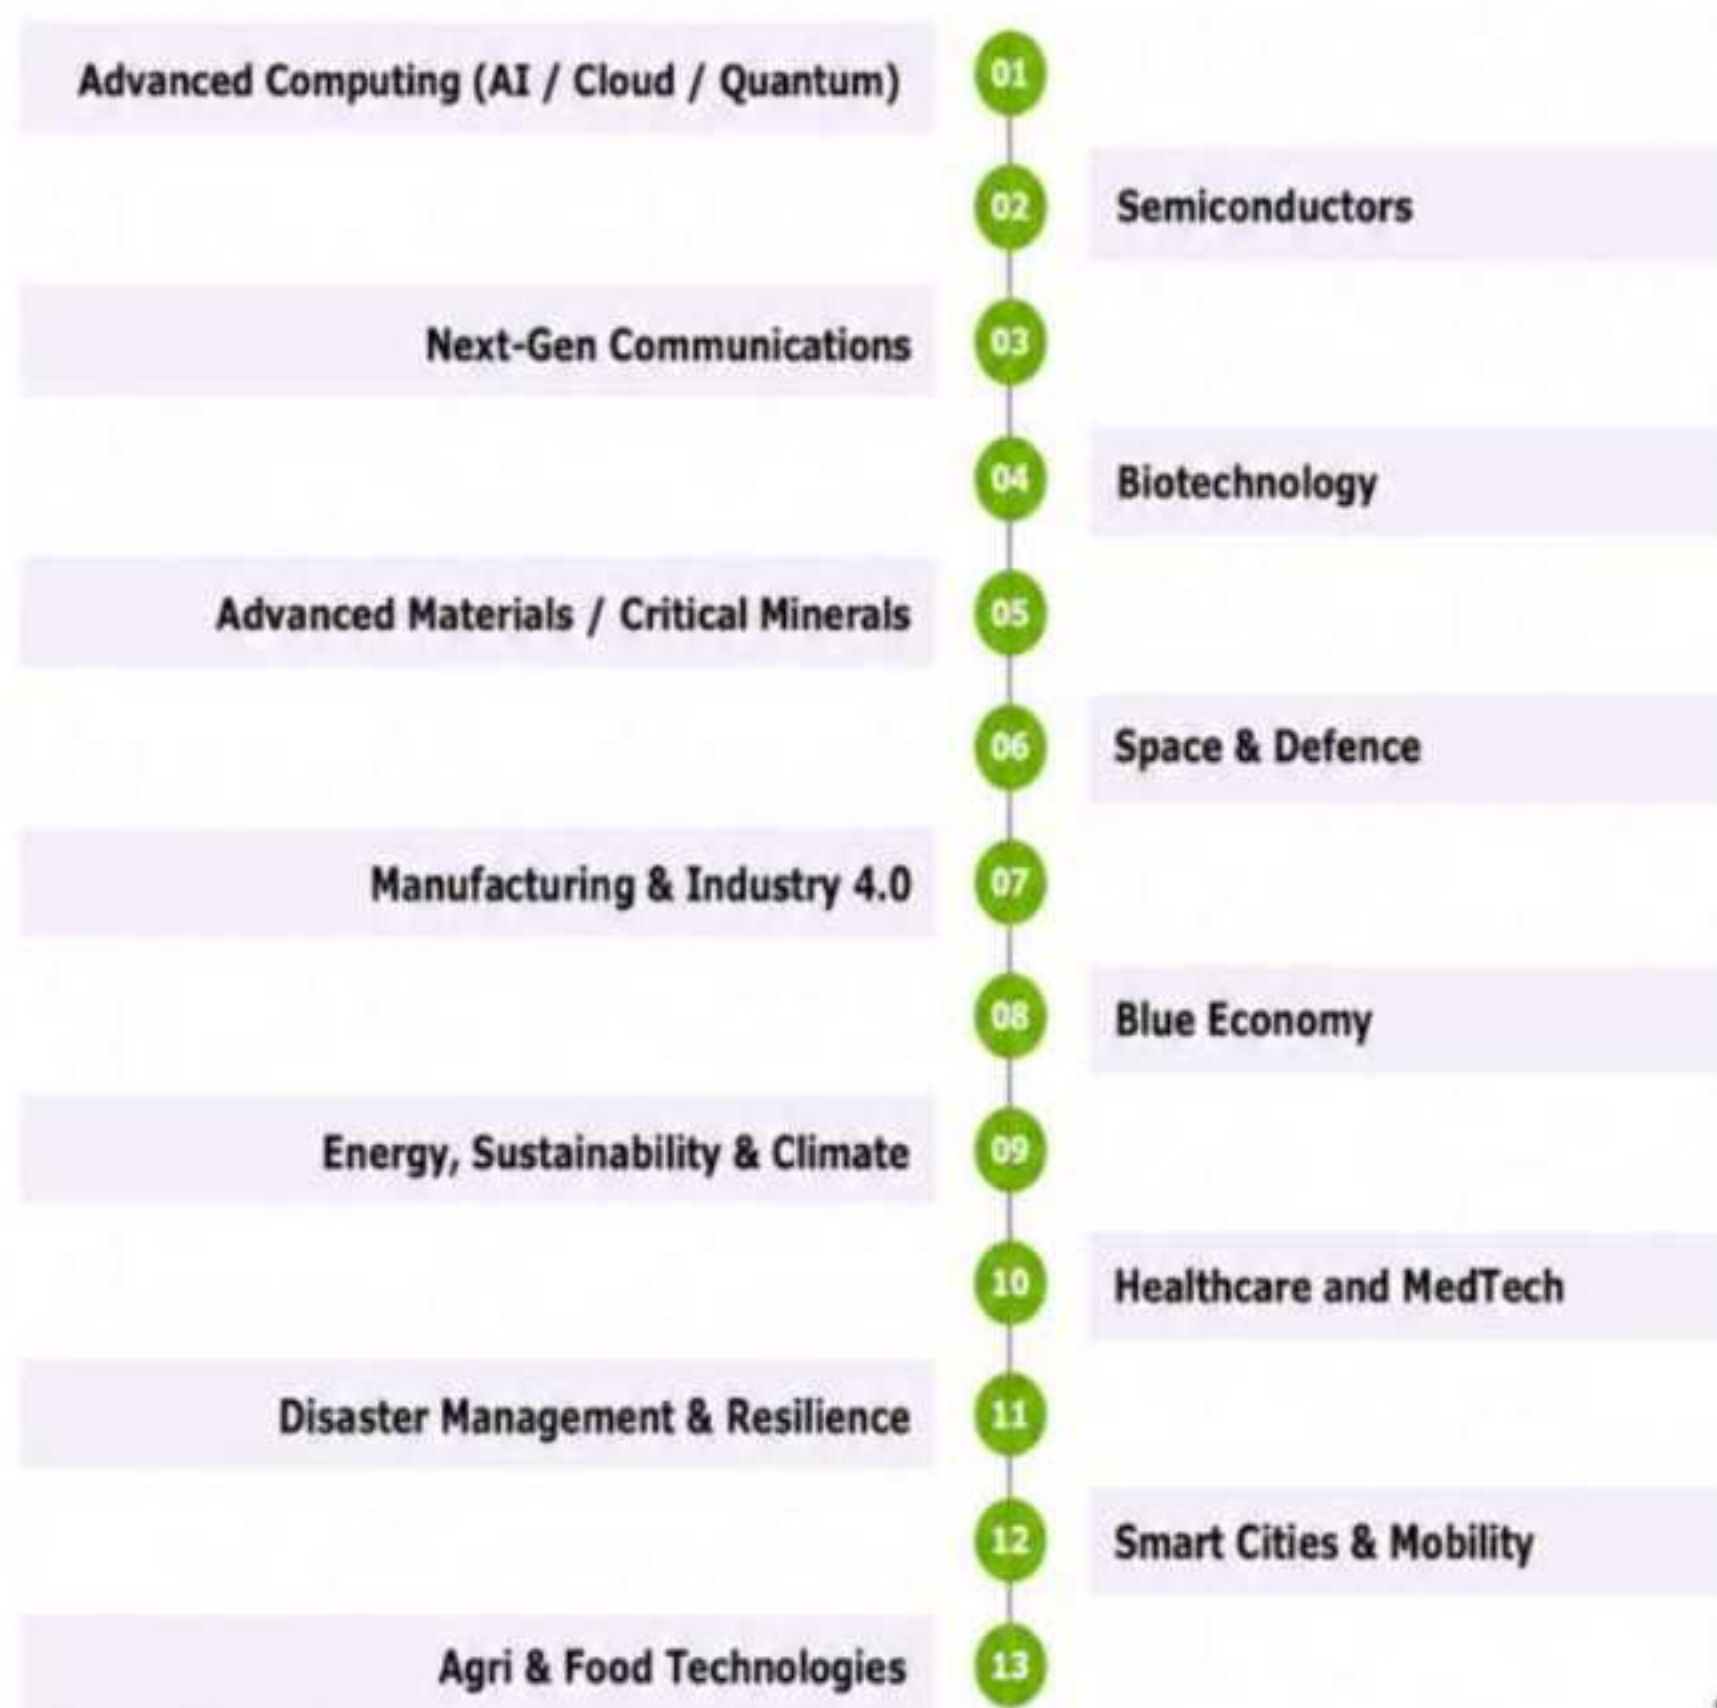 Advanced Computing (AI / Cloud / Quantum)
01
02
Semiconductors
Next-Gen Communications
03
04
Biotechnology
Advanced Materials / Critical Minerals
05
06
Space & Defence
Manufacturing & Industry 4.0
07
08
Blue Economy
Energy, Sustainability & Climate
09
10
Healthcare and MedTech
Disaster Management & Resilience
11
12
Smart Cities & Mobility
Agri & Food Technologies
13